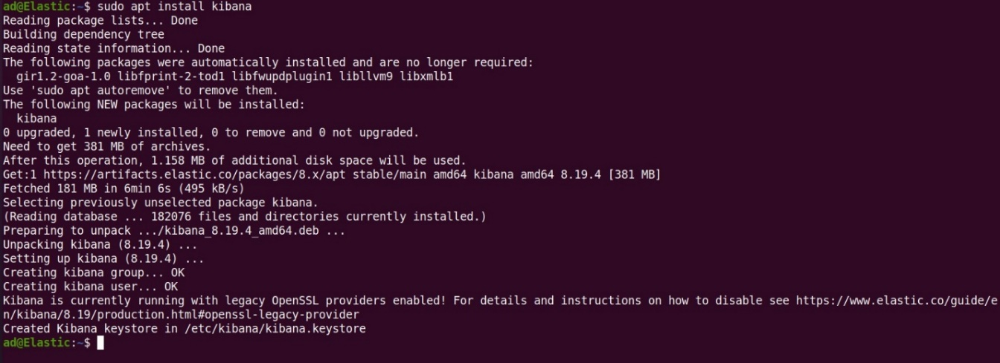 ad@Elastic:~$ sudo apt install kibana
Reading package lists... Done
Building dependency tree
Reading state information... Done
The following packages were automatically installed and are no longer required:
  gir1.2-goa-1.0 libfprint-2-tod1 libfwupdplugin1 libllvm9 libxmlb1
Use 'sudo apt autoremove' to remove them.
The following NEW packages will be installed:
  kibana
0 upgraded, 1 newly installed, 0 to remove and 0 not upgraded.
Need to get 381 MB of archives.
After this operation, 1.158 MB of additional disk space will be used.
Get:1 https://artifacts.elastic.co/packages/8.x/apt stable/main amd64 kibana amd64 8.19.4 [381 MB]
Fetched 181 MB in 6min 6s (495 kB/s)
Selecting previously unselected package kibana.
(Reading database ... 182076 files and directories currently installed.)
Preparing to unpack .../kibana_8.19.4_amd64.deb ...
Unpacking kibana (8.19.4) ...
Setting up kibana (8.19.4) ...
Creating kibana group... OK
Creating kibana user... OK
Kibana is currently running with legacy OpenSSL providers enabled! For details and instructions on how to disable see https://www.elastic.co/guide/e
n/kibana/8.19/production.html#openssl-legacy-provider
Created Kibana keystore in /etc/kibana/kibana.keystore
ad@Elastic:~$